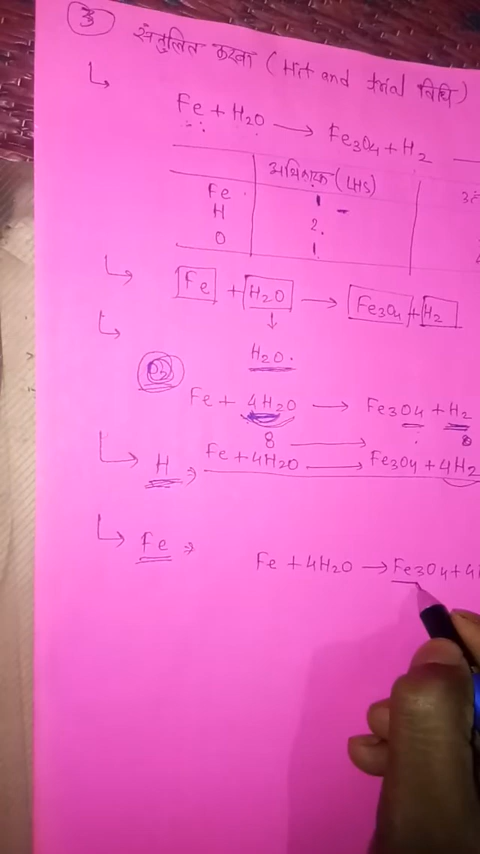 3 संतुलित करना (Hit and trial विधि)
Fe + H2O → Fe3O4 + H2
अभिकारक (LHS)
Fe 1
H 2
O 1
Fe + H2O → Fe3O4 + H2
H2O
Fe + 4H2O → Fe3O4 + H2
8 → 8
H ⇒ Fe + 4H2O → Fe3O4 + 4H2
Fe ⇒ Fe + 4H2O → Fe3O4 + 4